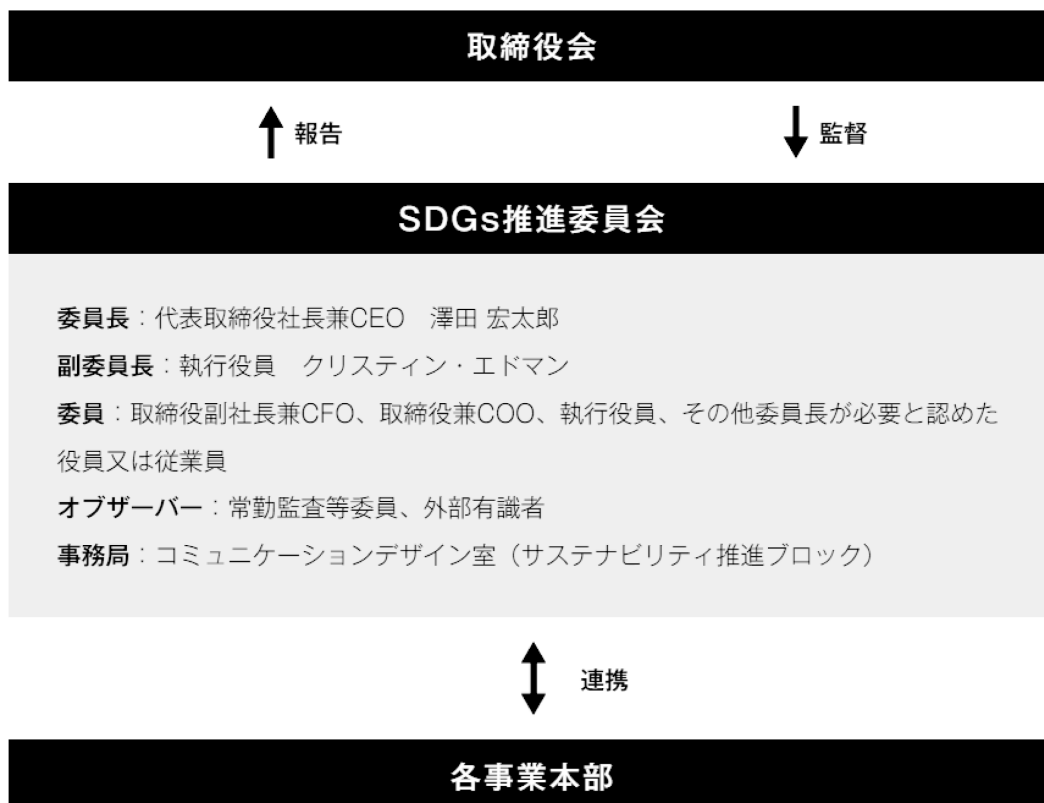 取締役会
報告
監督
SDGs推進委員会
委員長：代表取締役社長兼CEO　澤田 宏太郎
副委員長：執行役員　クリスティン・エドマン
委員：取締役副社長兼CFO、取締役兼COO、執行役員、その他委員長が必要と認めた
役員又は従業員
オブザーバー：常勤監査等委員、外部有識者
事務局：コミュニケーションデザイン室（サステナビリティ推進ブロック）
連携
各事業本部